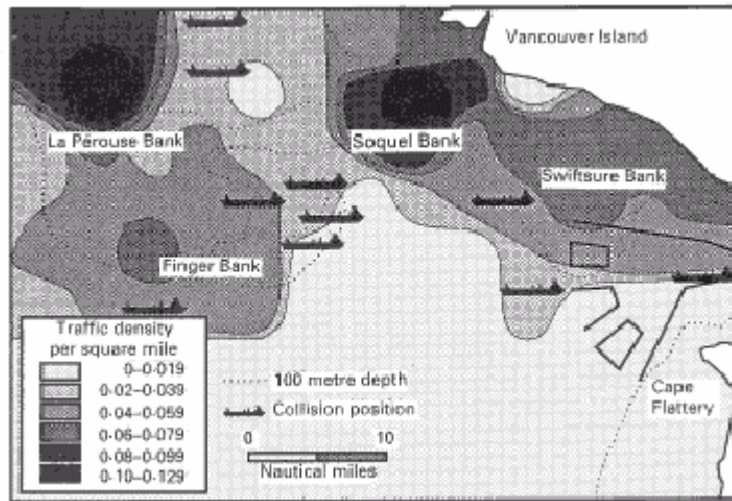 Vancouver Island
La Pérouse Bank
Soquel Bank
Swiftsure Bank
Finger Bank
Traffic density
per square mile
0–0·019
0·02–0·039
0·04–0·059
0·06–0·079
0·08–0·099
0·10–0·129
100 metre depth
Collision position
0 10
Nautical miles
Cape
Flattery